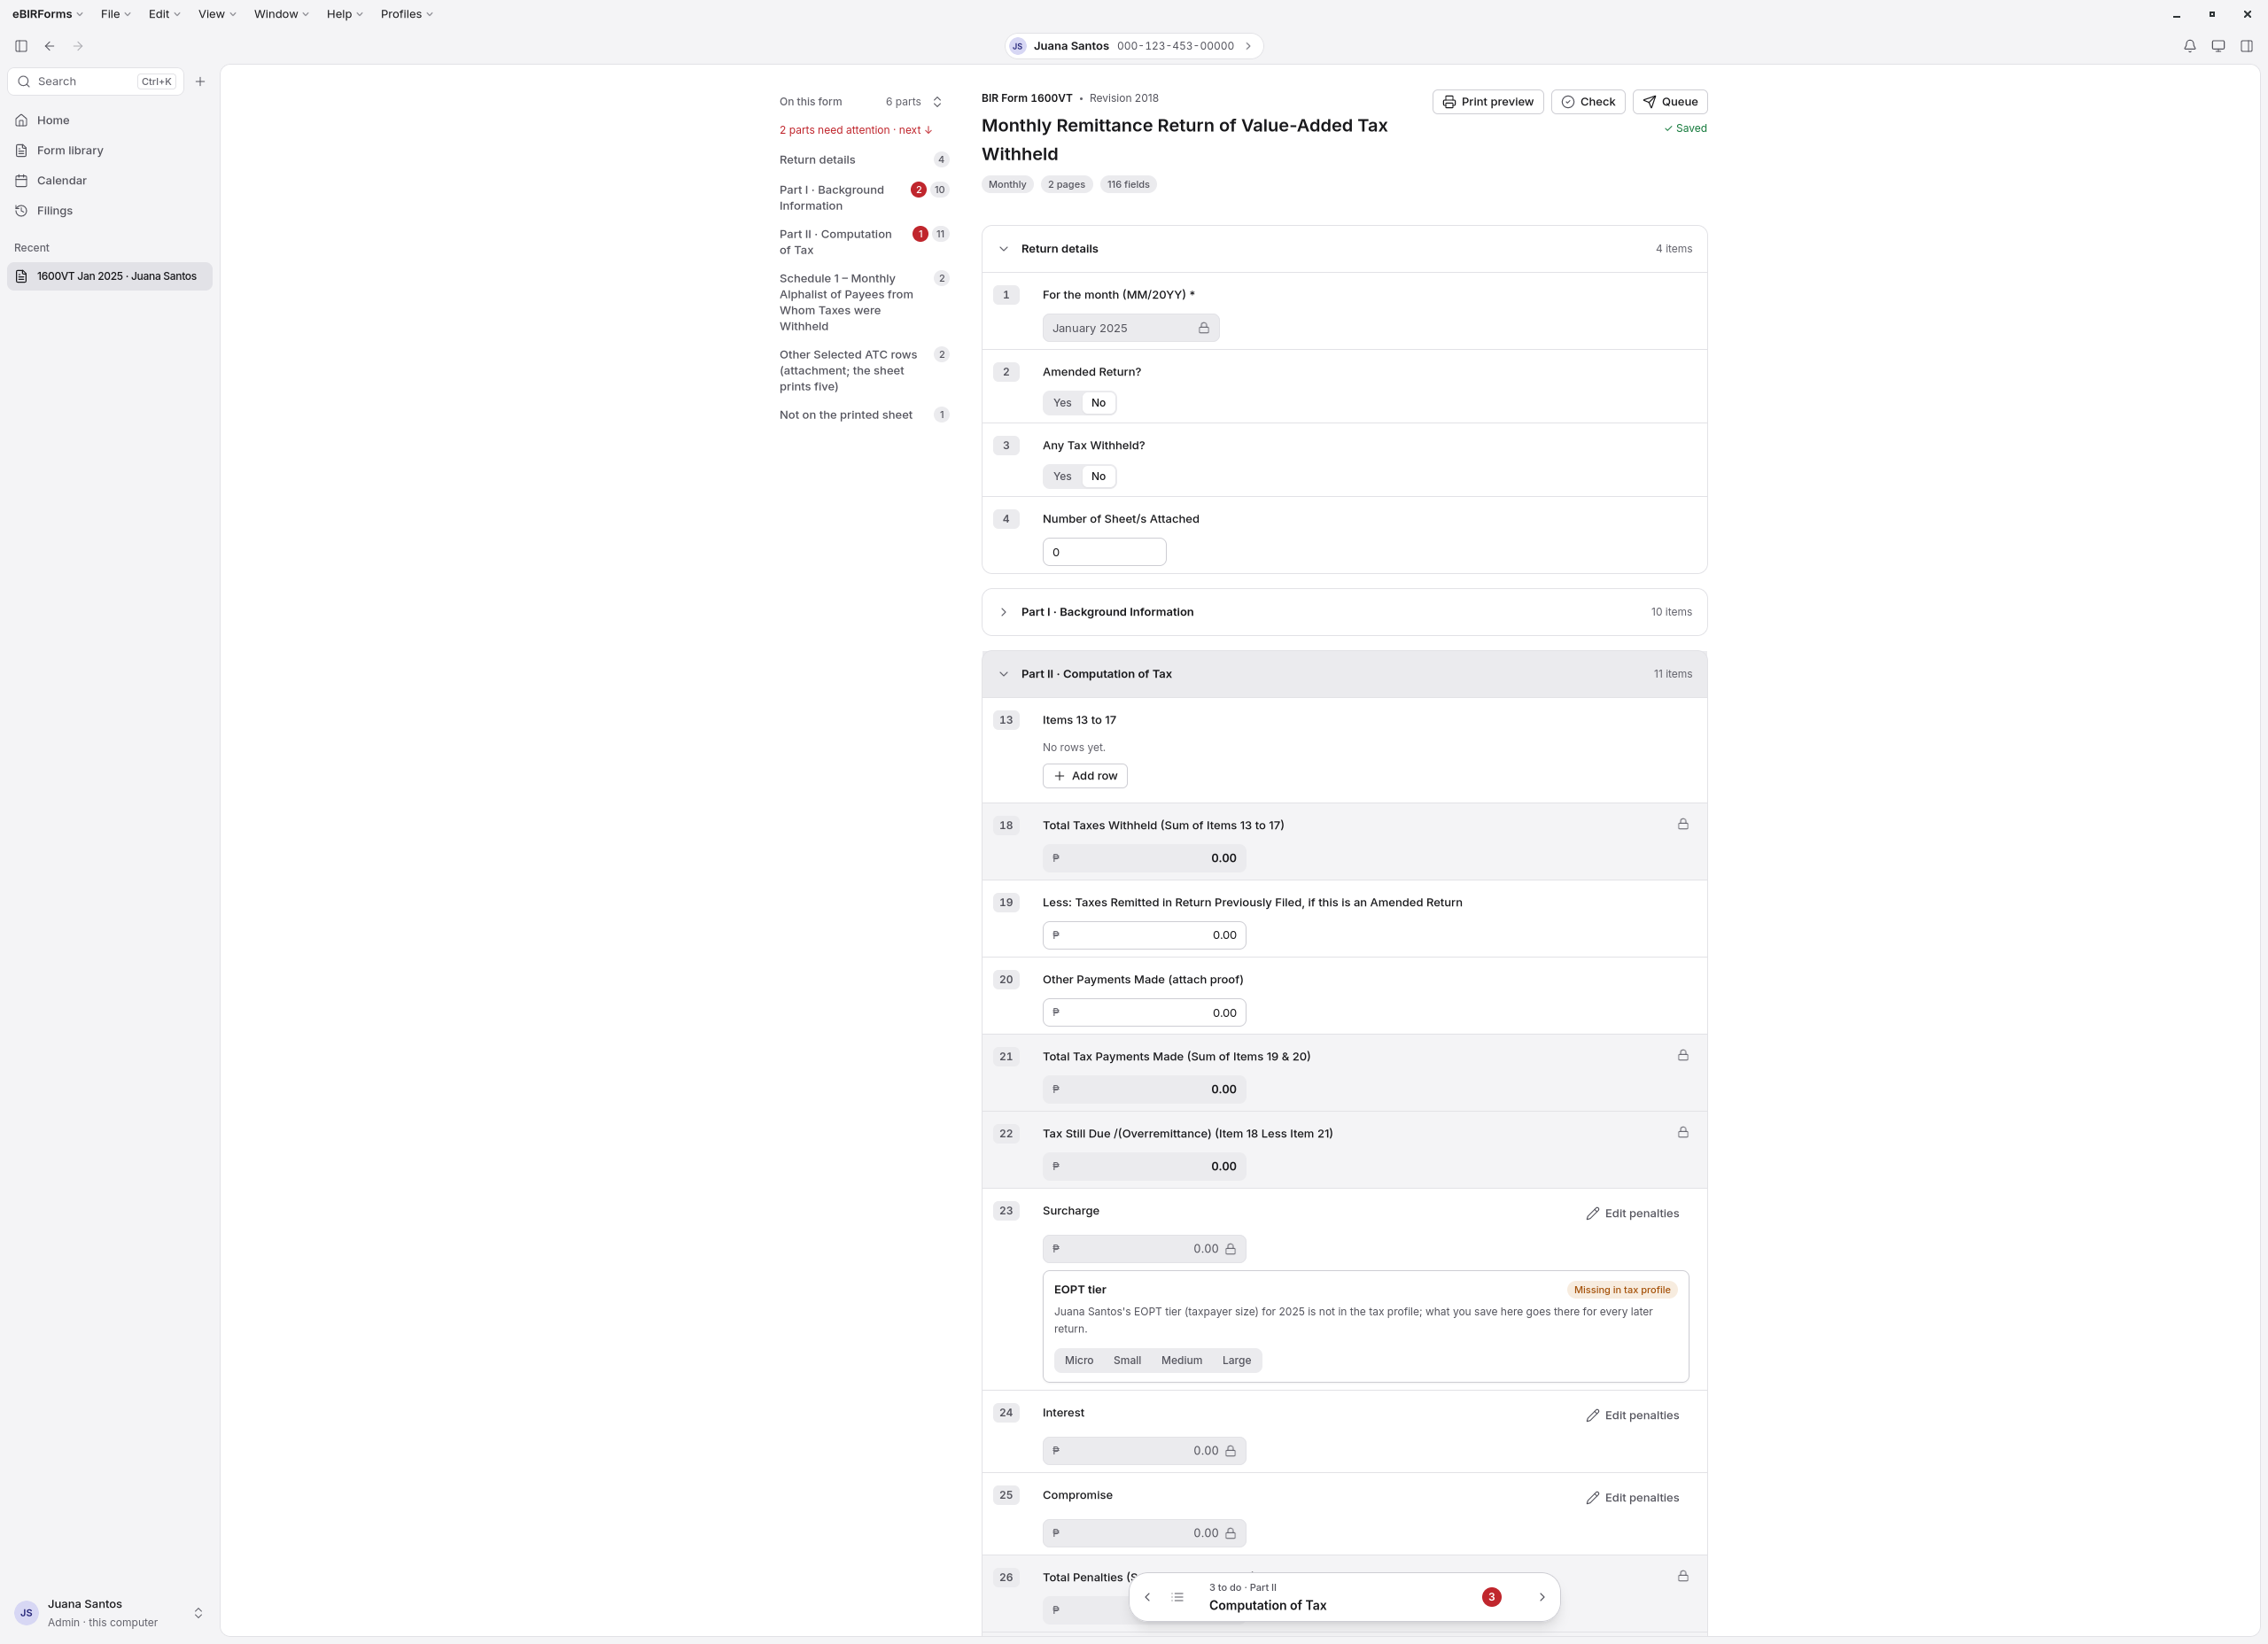 eBIRForms File Edit View Window Help Profiles
JS Juana Santos 000-123-453-00000
Search Ctrl+K
Home
Form library
Calendar
Filings
Recent
1600VT Jan 2025 · Juana Santos
On this form 6 parts
2 parts need attention · next ↓
Return details 4
Part I · Background 2 10
Information
Part II · Computation 1 11
of Tax
Schedule 1 – Monthly 2
Alphalist of Payees from
Whom Taxes were
Withheld
Other Selected ATC rows 2
(attachment; the sheet
prints five)
Not on the printed sheet 1
BIR Form 1600VT • Revision 2018
Monthly Remittance Return of Value-Added Tax
Withheld
Print preview Check Queue
✓ Saved
Monthly 2 pages 116 fields
Return details 4 items
1 For the month (MM/20YY) *
January 2025
2 Amended Return?
Yes No
3 Any Tax Withheld?
Yes No
4 Number of Sheet/s Attached
0
Part I · Background Information 10 items
Part II · Computation of Tax 11 items
13 Items 13 to 17
No rows yet.
+ Add row
18 Total Taxes Withheld (Sum of Items 13 to 17)
₱ 0.00
19 Less: Taxes Remitted in Return Previously Filed, if this is an Amended Return
₱ 0.00
20 Other Payments Made (attach proof)
₱ 0.00
21 Total Tax Payments Made (Sum of Items 19 & 20)
₱ 0.00
22 Tax Still Due /(Overremittance) (Item 18 Less Item 21)
₱ 0.00
23 Surcharge Edit penalties
₱ 0.00
EOPT tier Missing in tax profile
Juana Santos's EOPT tier (taxpayer size) for 2025 is not in the tax profile; what you save here goes there for every later
return.
Micro Small Medium Large
24 Interest Edit penalties
₱ 0.00
25 Compromise Edit penalties
₱ 0.00
26 Total Penalties
₱
3 to do · Part II
Computation of Tax 3
JS Juana Santos
Admin · this computer